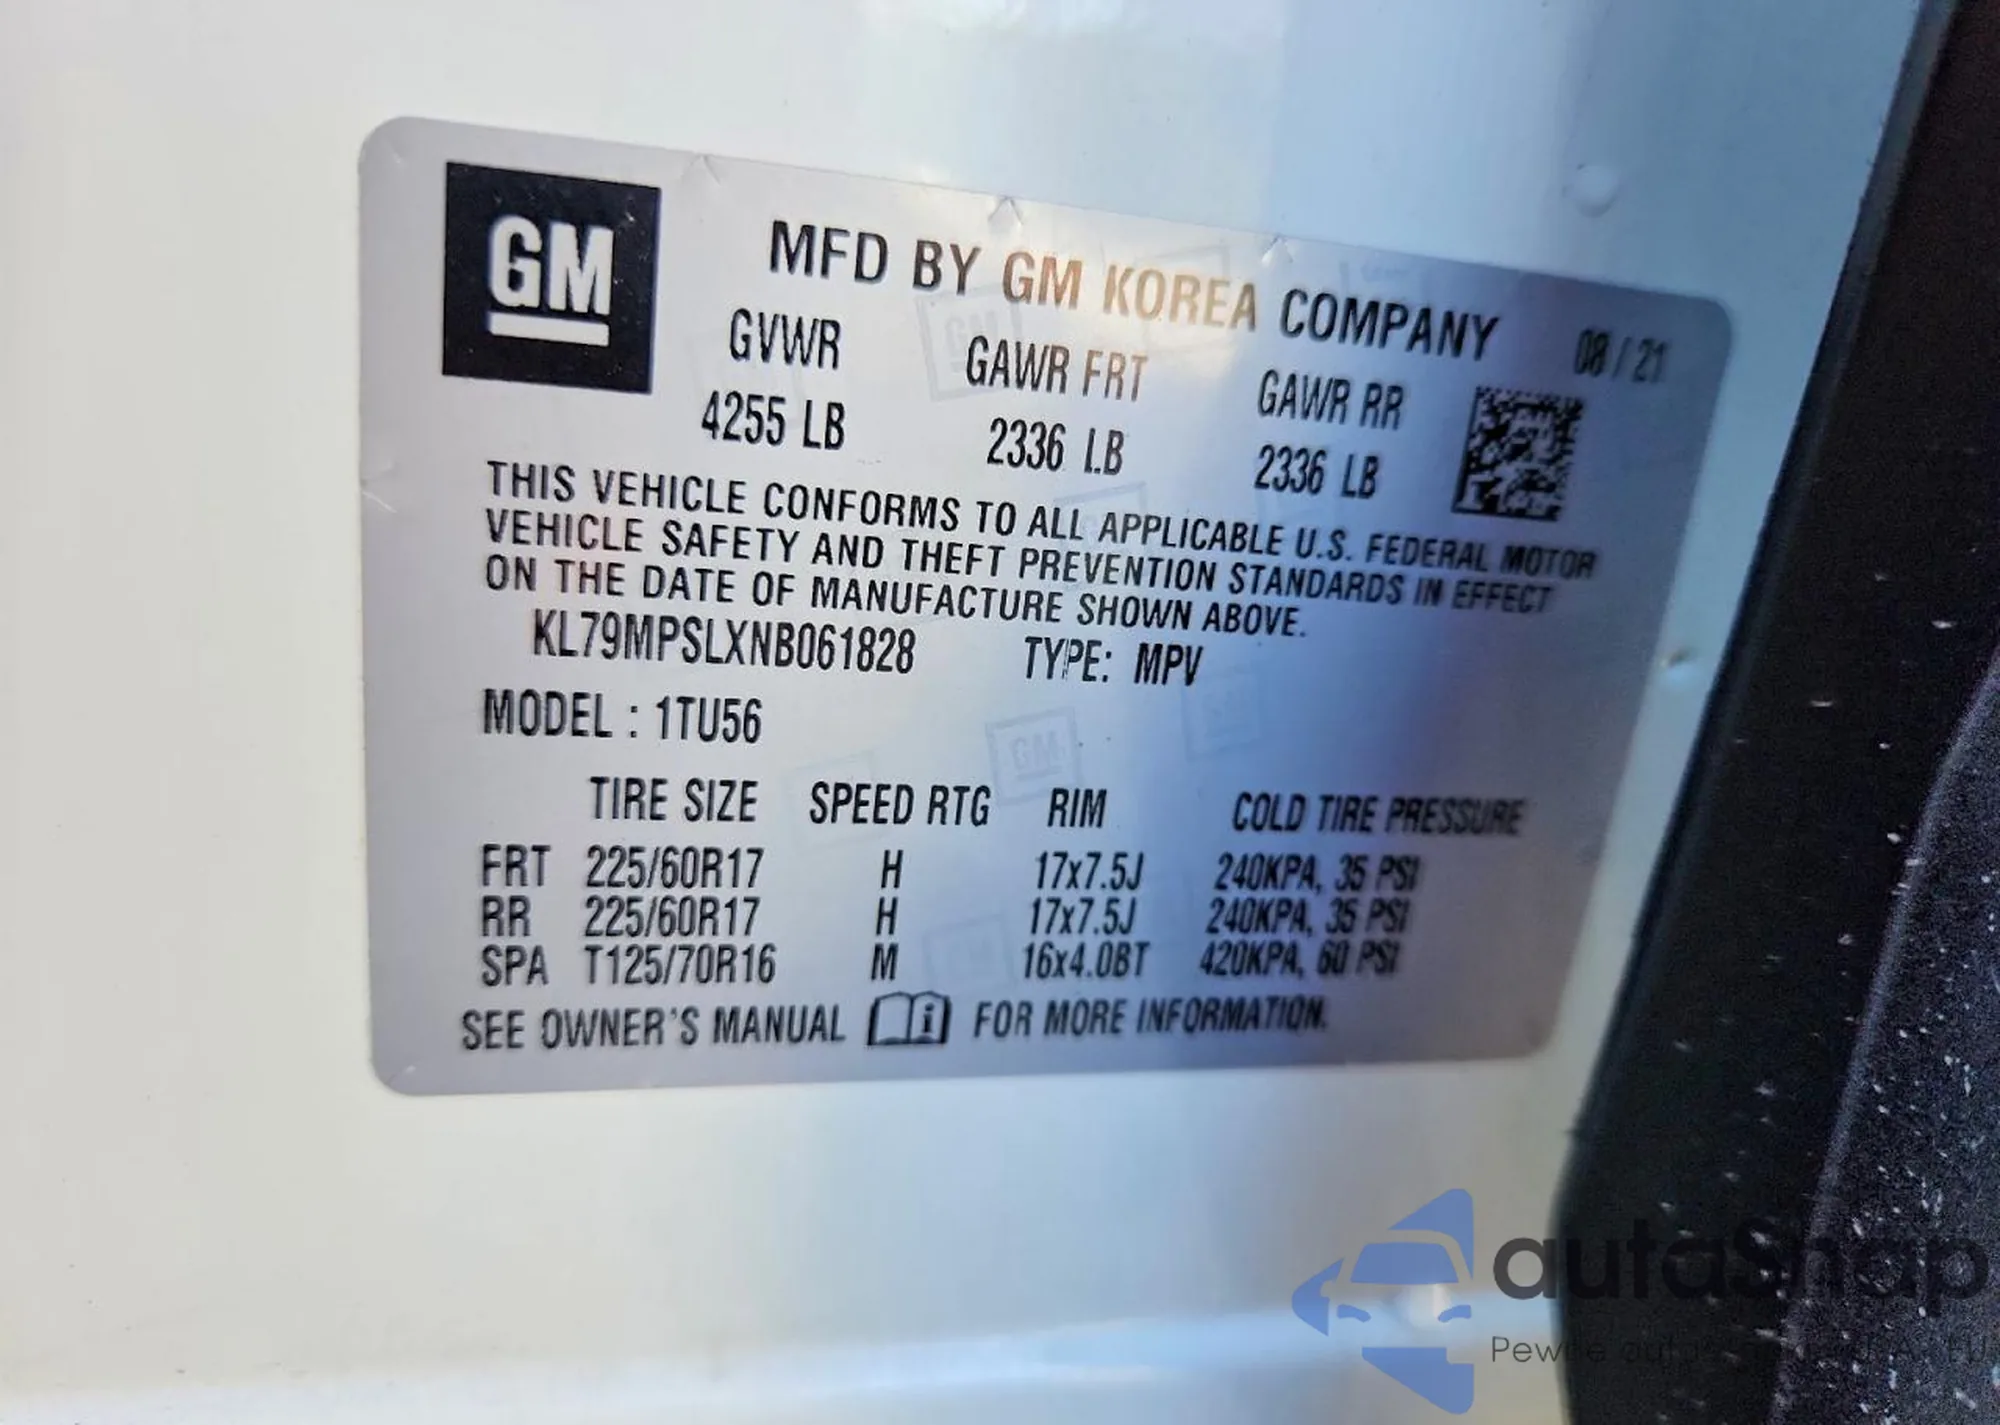 GM
MFD BY GM KOREA COMPANY 08/21
GVWR GAWR FRT GAWR RR
4255 LB 2336 LB 2336 LB
THIS VEHICLE CONFORMS TO ALL APPLICABLE U.S. FEDERAL MOTOR
VEHICLE SAFETY AND THEFT PREVENTION STANDARDS IN EFFECT
ON THE DATE OF MANUFACTURE SHOWN ABOVE.
KL79MPSLXNB061828 TYPE: MPV
MODEL : 1TU56
TIRE SIZE SPEED RTG RIM COLD TIRE PRESSURE
FRT 225/60R17 H 17x7.5J 240KPA, 35 PSI
RR 225/60R17 H 17x7.5J 240KPA, 35 PSI
SPA T125/70R16 M 16x4.0BT 420KPA, 60 PSI
SEE OWNER'S MANUAL i FOR MORE INFORMATION.
autaShap
Pewne auta